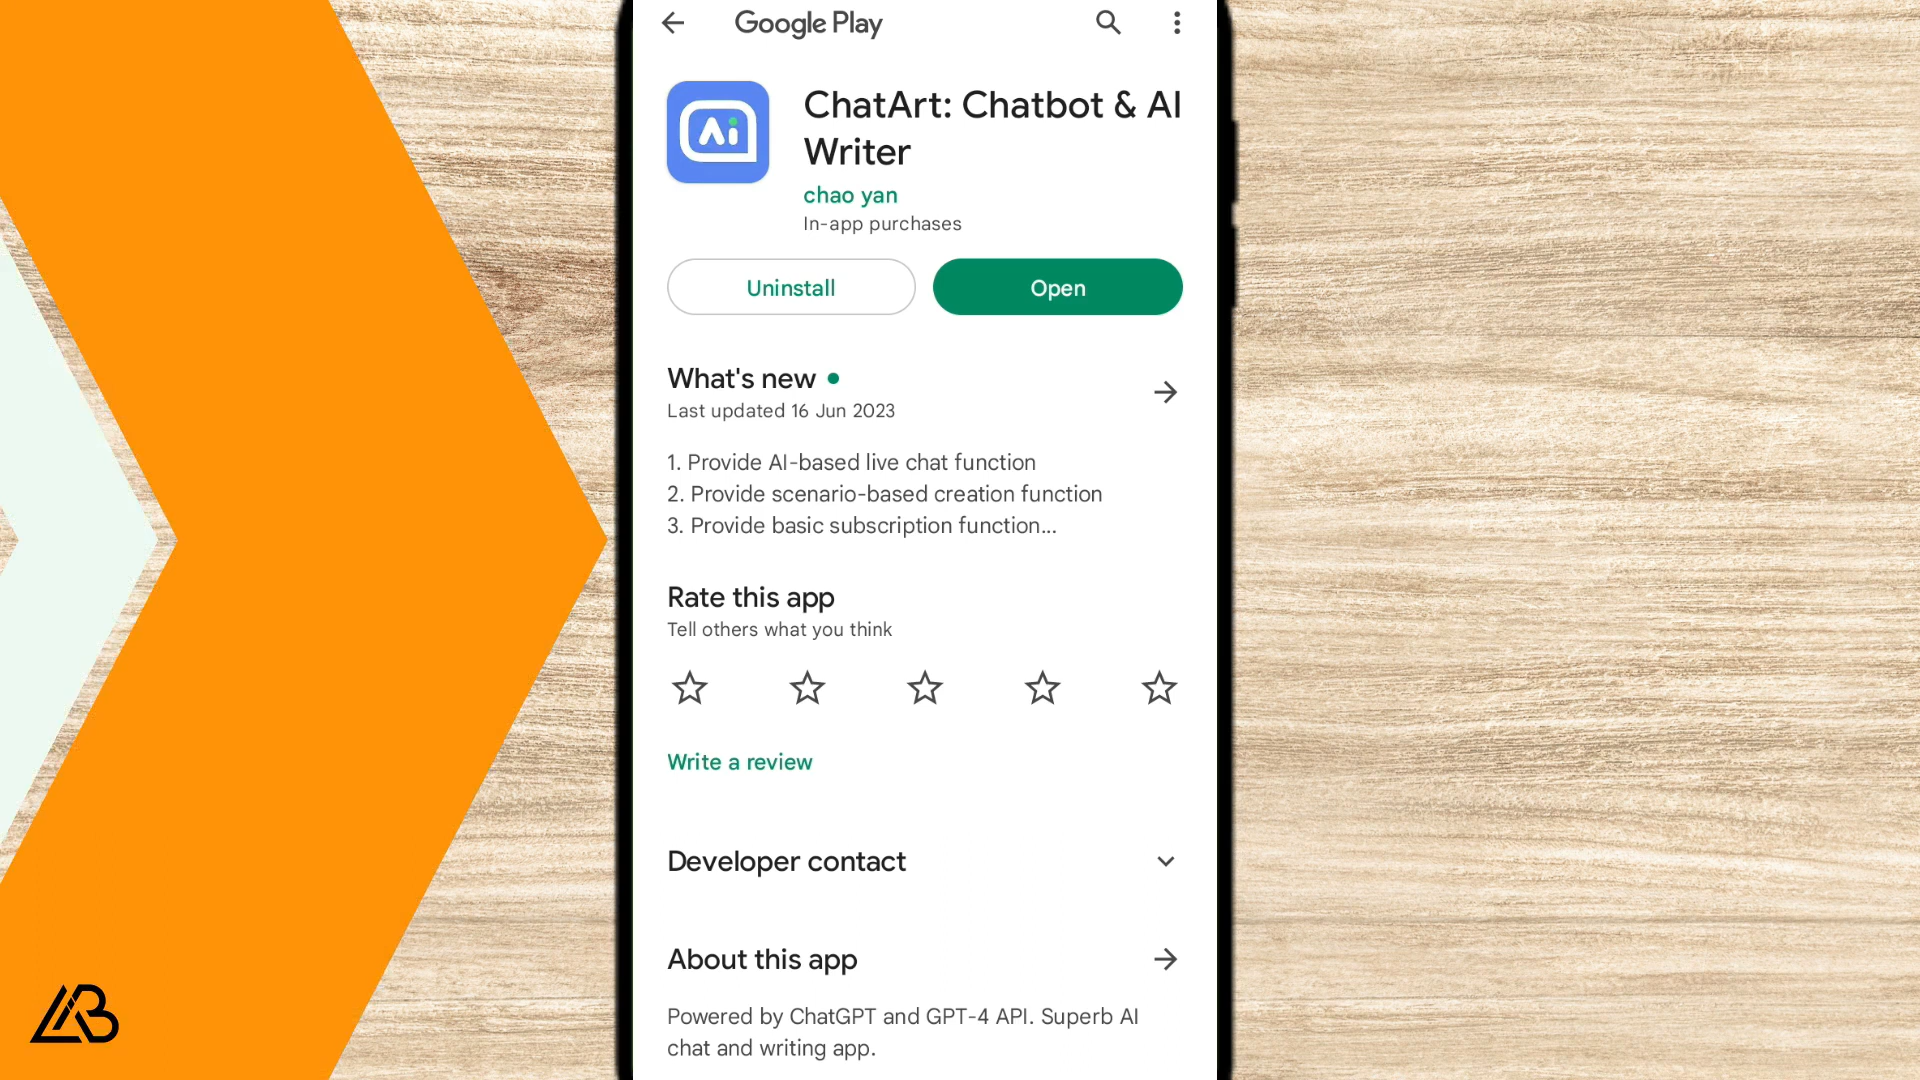 Google Play
Ai
ChatArt: Chatbot & AI
Writer
chao yan
In-app purchases
Uninstall
Open
What's new
Last updated 16 Jun 2023
1. Provide AI-based live chat function
2. Provide scenario-based creation function
3. Provide basic subscription function...
Rate this app
Tell others what you think
Write a review
Developer contact
About this app
Powered by ChatGPT and GPT-4 API. Superb AI
chat and writing app.